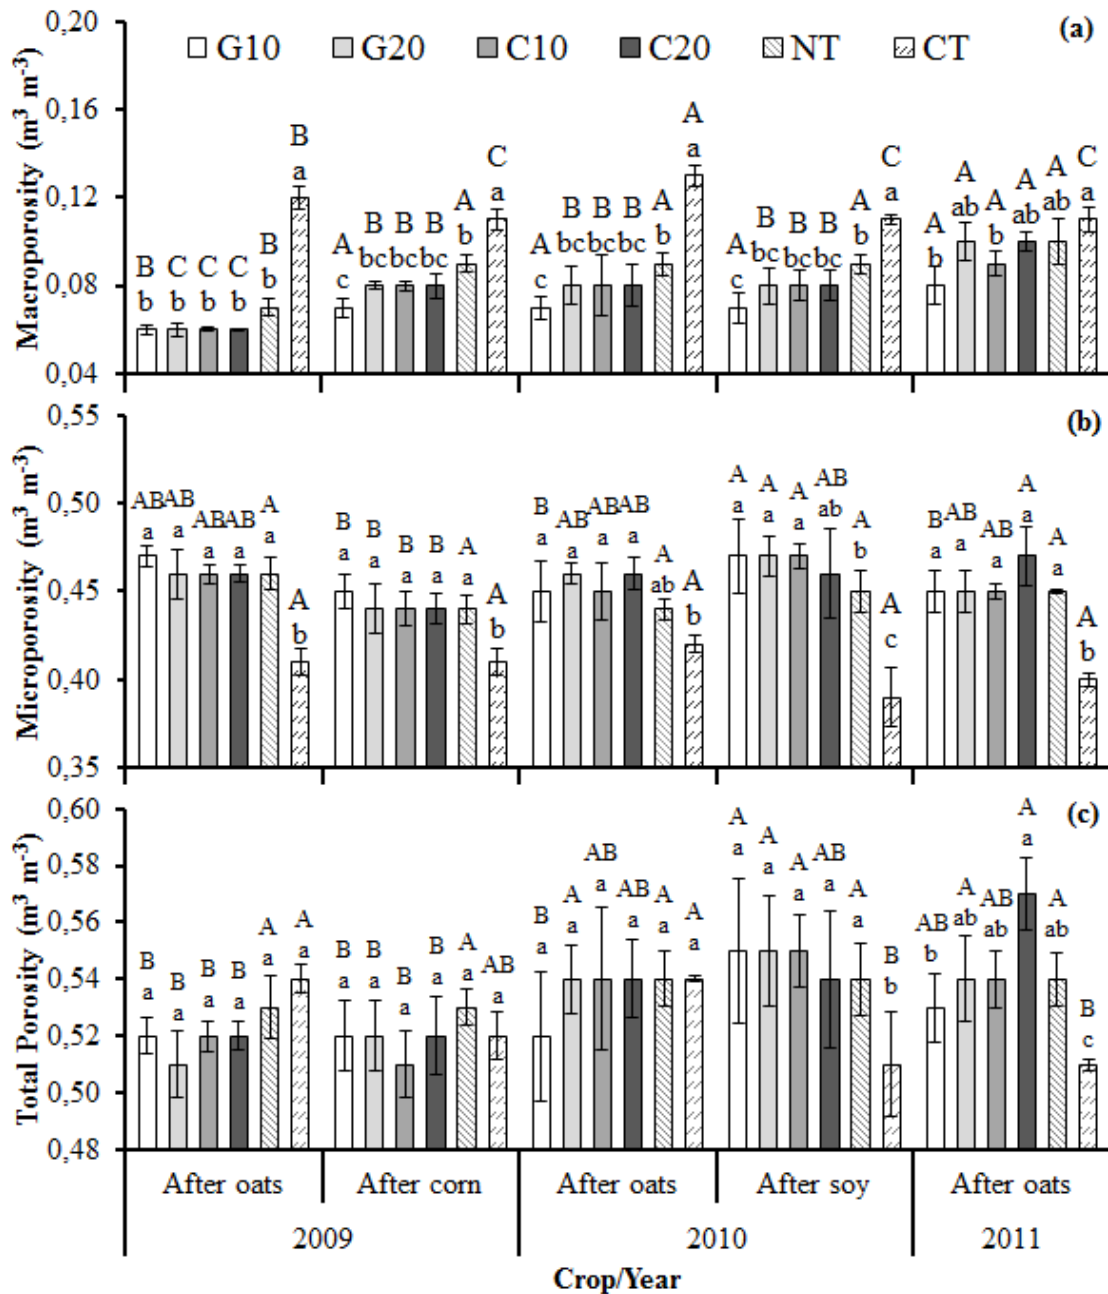 (a)
G10 G20 C10 C20 NT CT
Macroporosity (m³ m⁻³)
0,20
0,16
0,12
0,08
0,04
B C C C B B
b b b b b a
A B B B A C
c bc bc bc b a
A B B B A A
c bc bc bc b a
A B B B A C
c bc bc bc b a
A A A A A C
b ab b ab ab a
(b)
Microporosity (m³ m⁻³)
0,55
0,50
0,45
0,40
0,35
AB AB AB AB A A
a a a a a b
B B B B A A
a a a a a b
B AB AB AB A A
a a a a ab b
A A A AB A A
a a a ab b c
B AB AB A A A
a a a a a b
(c)
Total Porosity (m³ m⁻³)
0,60
0,58
0,56
0,54
0,52
0,50
0,48
B B B B A A
a a a a a a
B B B B A AB
a a a a a a
B A AB AB A A
a a a a a a
A A A AB A B
a a a a a b
AB A AB A A B
b ab ab a ab c
After oats After corn After oats After soy After oats
2009 2010 2011
Crop/Year